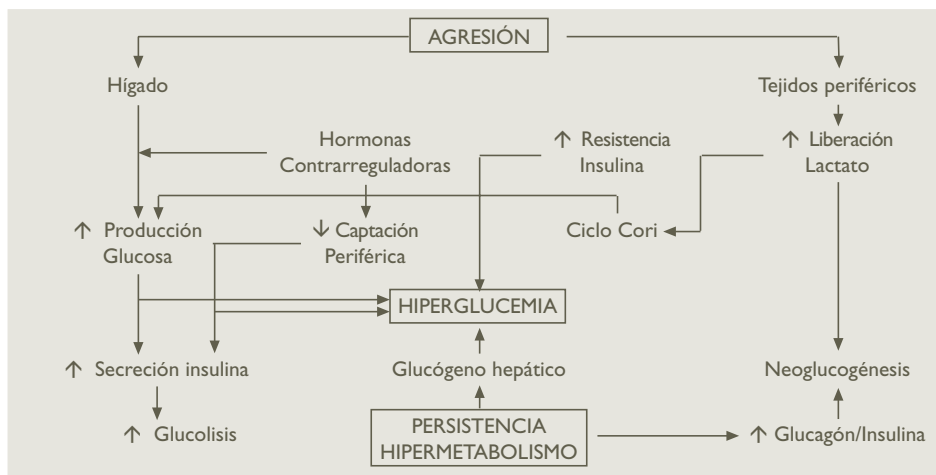 AGRESIÓN
Hígado
Tejidos periféricos
Hormonas
Contrarreguladoras
↑ Resistencia
Insulina
↑ Liberación
Lactato
↑ Producción
Glucosa
↓ Captación
Periférica
Ciclo Cori
HIPERGLUCEMIA
↑ Secreción insulina
Glucógeno hepático
Neoglucogénesis
↑ Glucolisis
PERSISTENCIA
HIPERMETABOLISMO
↑ Glucagón/Insulina